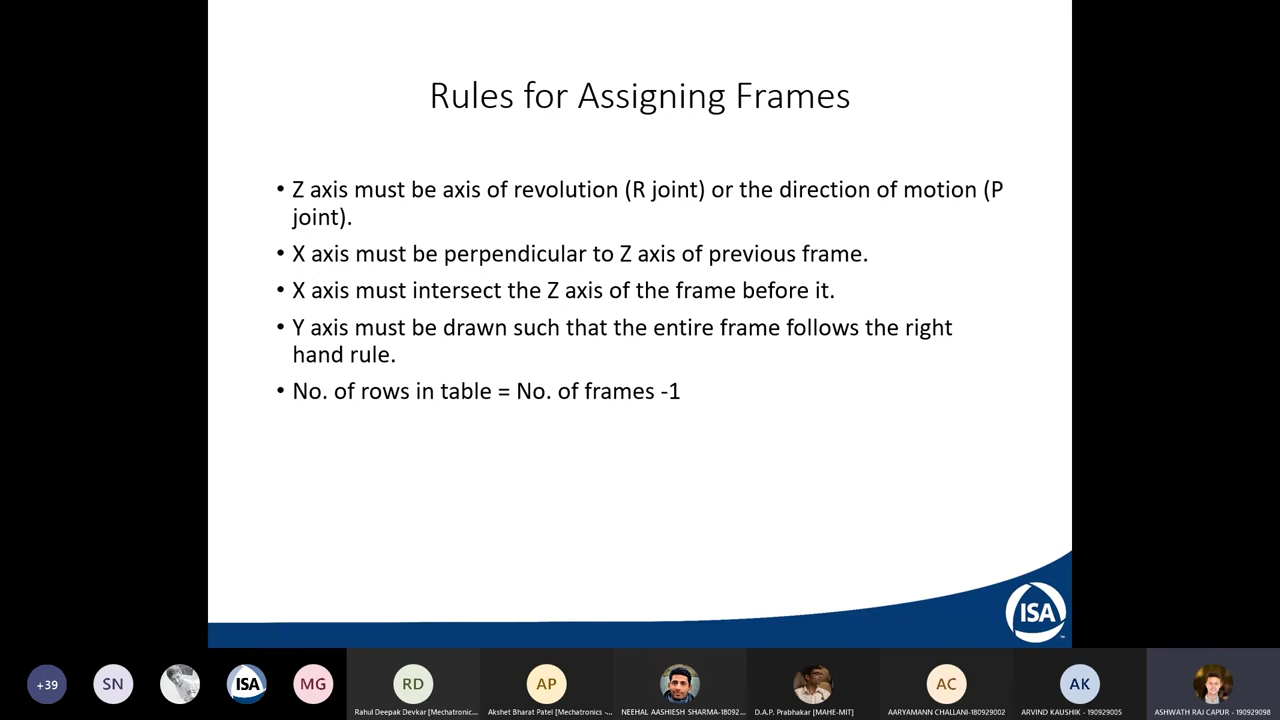 Rules for Assigning Frames
• Z axis must be axis of revolution (R joint) or the direction of motion (P
joint).
• X axis must be perpendicular to Z axis of previous frame.
• X axis must intersect the Z axis of the frame before it.
• Y axis must be drawn such that the entire frame follows the right
hand rule.
• No. of rows in table = No. of frames -1
ISA
+39
SN
ISA
MG
RD
AP
AC
AK
Rahul Deepak Devkar [Mechatronic...
Akshet Bharat Patel [Mechatronics -...
NEEHAL AASHIESH SHARMA-18092...
D.A.P. Prabhakar [MAHE-MIT]
AARYAMANN CHALLANI-180929002
ARVIND KAUSHIK - 190929005
ASHWATH RAJ CAPUR - 190929098